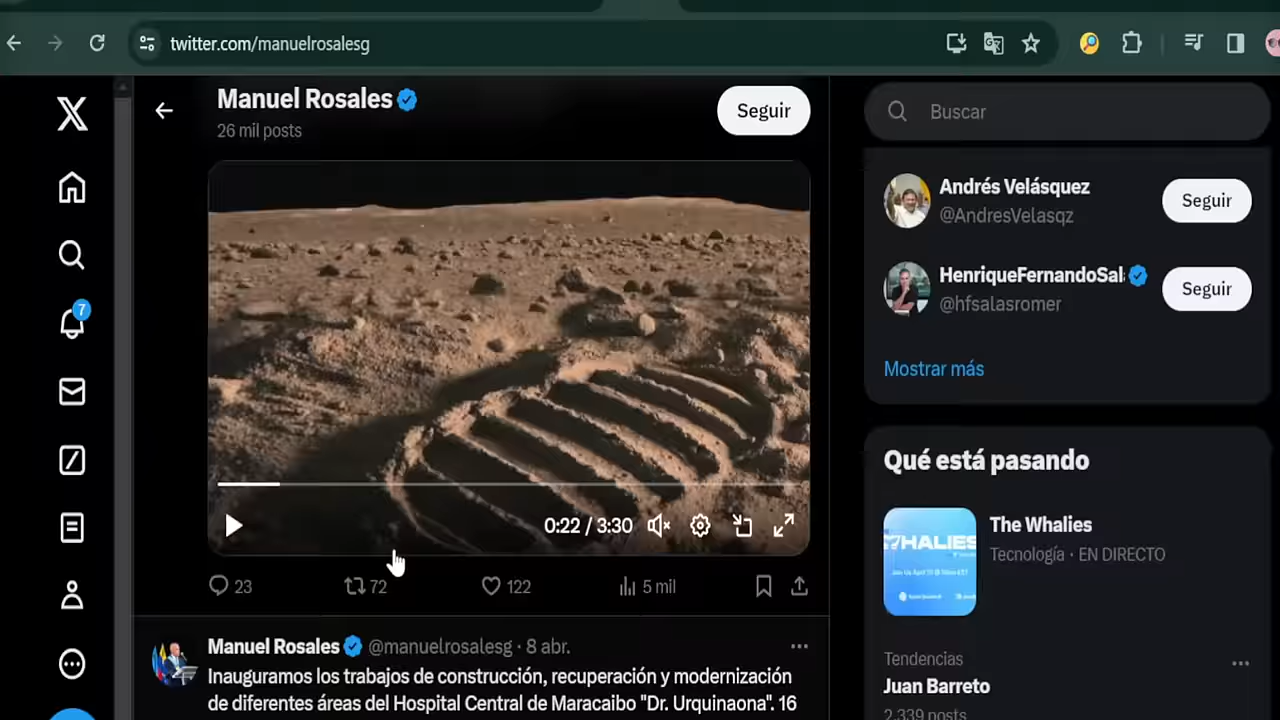 twitter.com/manuelrosalesg
Manuel Rosales
26 mil posts
Seguir
Buscar
Andrés Velásquez
@AndresVelasqz
Seguir
HenriqueFernandoSal
@hfsalasromer
Seguir
Mostrar más
7
0:22 / 3:30
23
72
122
5 mil
Manuel Rosales @manuelrosalesg · 8 abr.
Inauguramos los trabajos de construcción, recuperación y modernización
de diferentes áreas del Hospital Central de Maracaibo "Dr. Urquinaona". 16
Qué está pasando
The Whalies
Tecnología · EN DIRECTO
Tendencias
Juan Barreto
2.339 posts